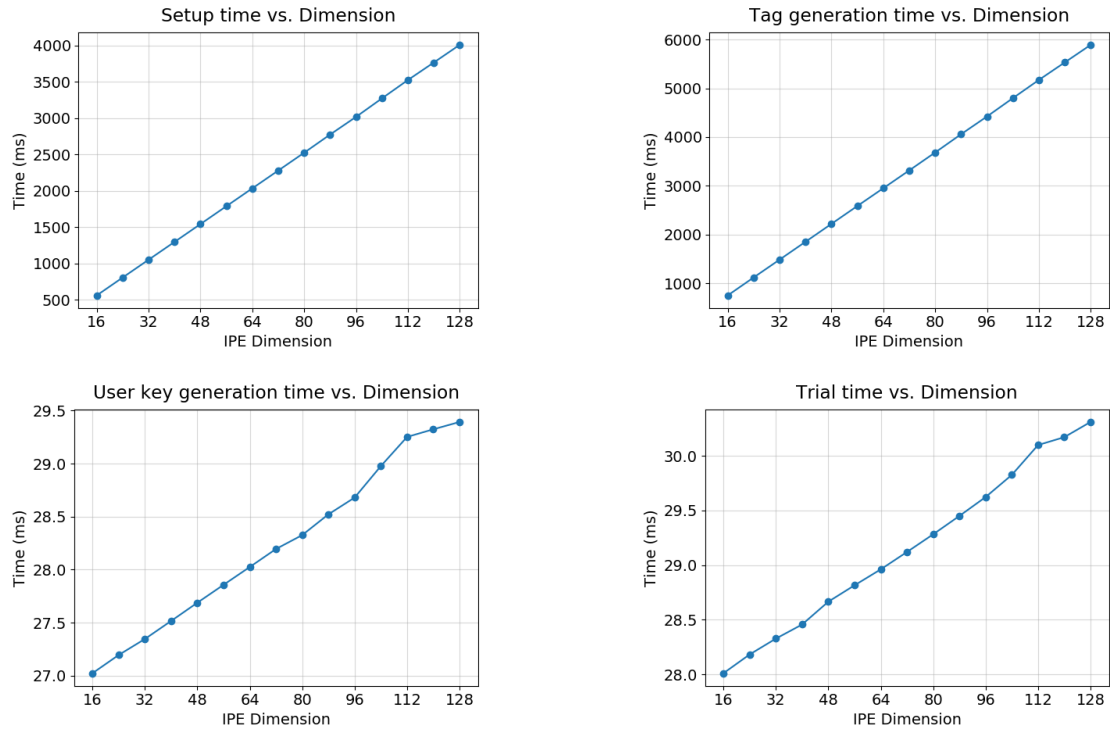 Setup time vs. Dimension
4000
3500
3000
2500
2000
1500
1000
500
Time (ms)
16 32 48 64 80 96 112 128
IPE Dimension
Tag generation time vs. Dimension
6000
5000
4000
3000
2000
1000
Time (ms)
16 32 48 64 80 96 112 128
IPE Dimension
User key generation time vs. Dimension
29.5
29.0
28.5
28.0
27.5
27.0
Time (ms)
16 32 48 64 80 96 112 128
IPE Dimension
Trial time vs. Dimension
30.0
29.5
29.0
28.5
28.0
Time (ms)
16 32 48 64 80 96 112 128
IPE Dimension